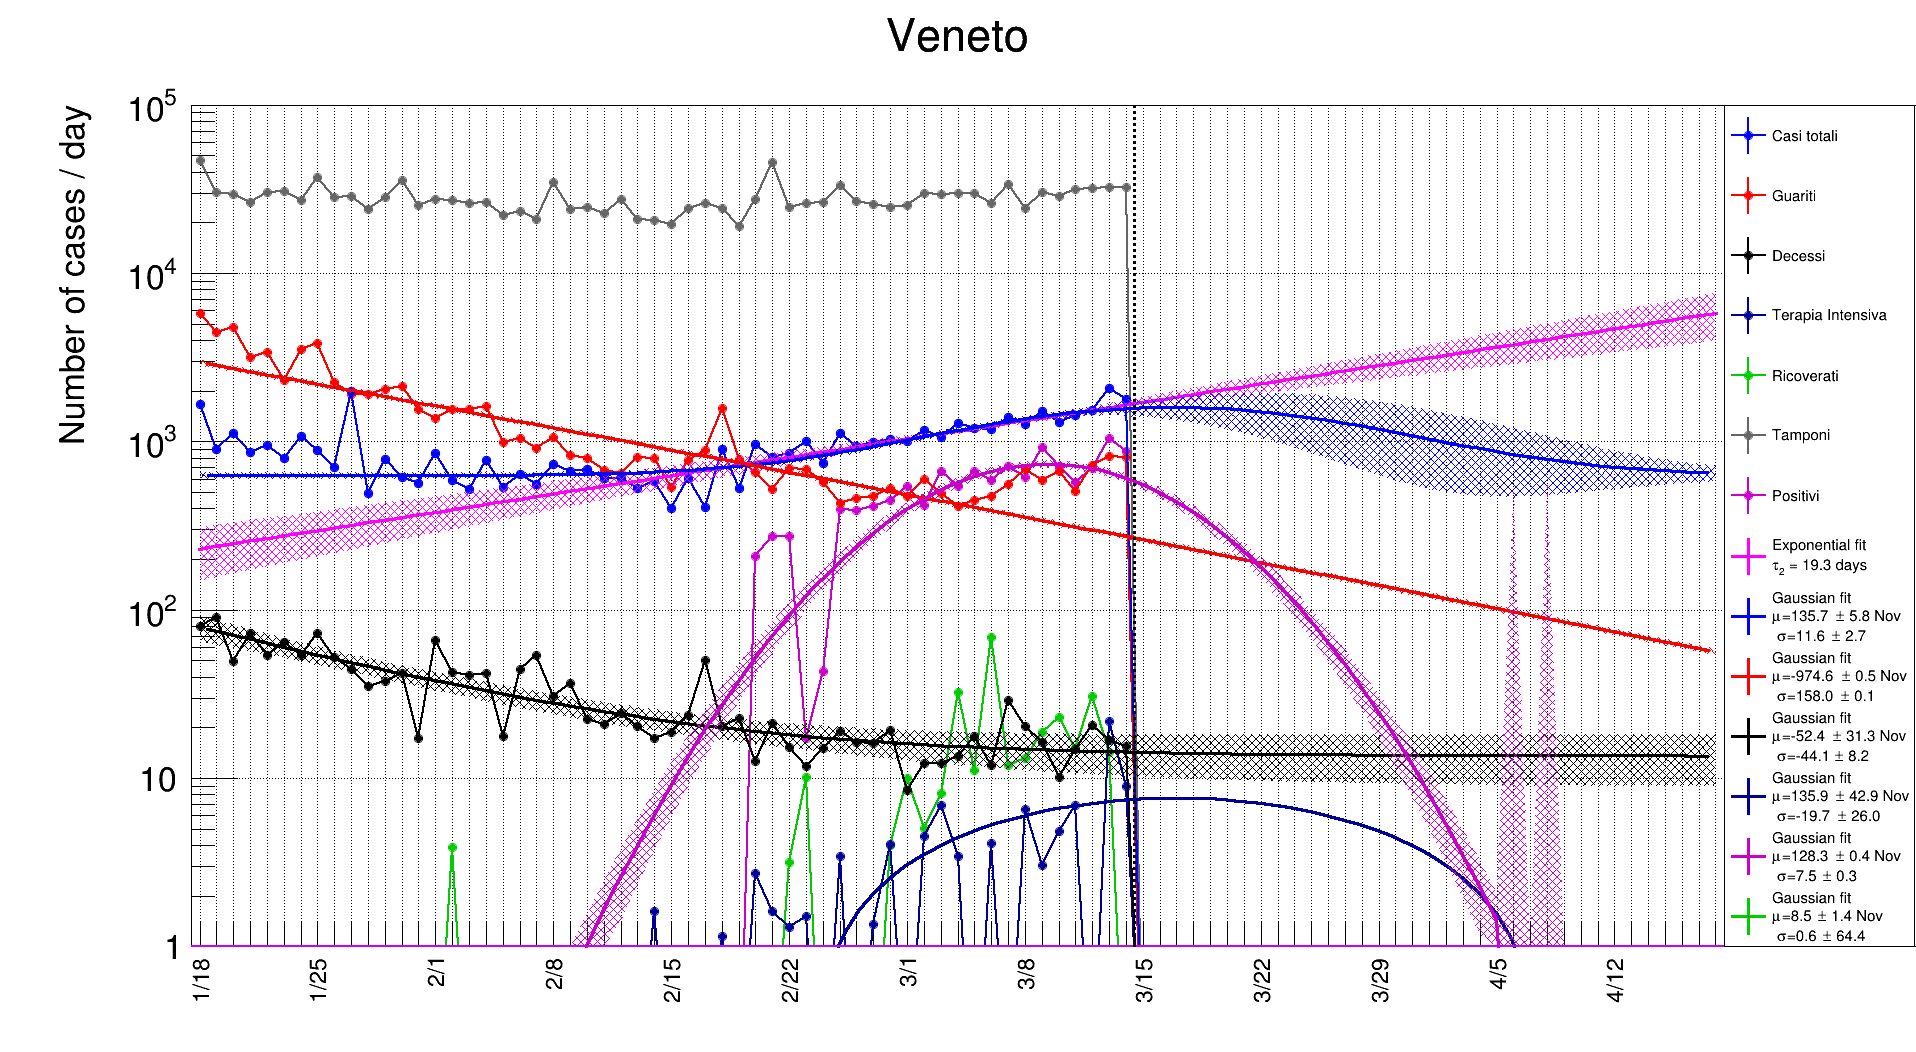 Veneto
Number of cases / day
10^5
10^4
10^3
10^2
10
1
1/18
1/25
2/1
2/8
2/15
2/22
3/1
3/8
3/15
3/22
3/29
4/5
4/12
Casi totali
Guariti
Decessi
Terapia Intensiva
Ricoverati
Tamponi
Positivi
Exponential fit
τ₂ = 19.3 days
Gaussian fit
μ=135.7 ± 5.8 Nov
σ=11.6 ± 2.7
Gaussian fit
μ=-974.6 ± 0.5 Nov
σ=158.0 ± 0.1
Gaussian fit
μ=-52.4 ± 31.3 Nov
σ=-44.1 ± 8.2
Gaussian fit
μ=135.9 ± 42.9 Nov
σ=-19.7 ± 26.0
Gaussian fit
μ=128.3 ± 0.4 Nov
σ=7.5 ± 0.3
Gaussian fit
μ=8.5 ± 1.4 Nov
σ=0.6 ± 64.4